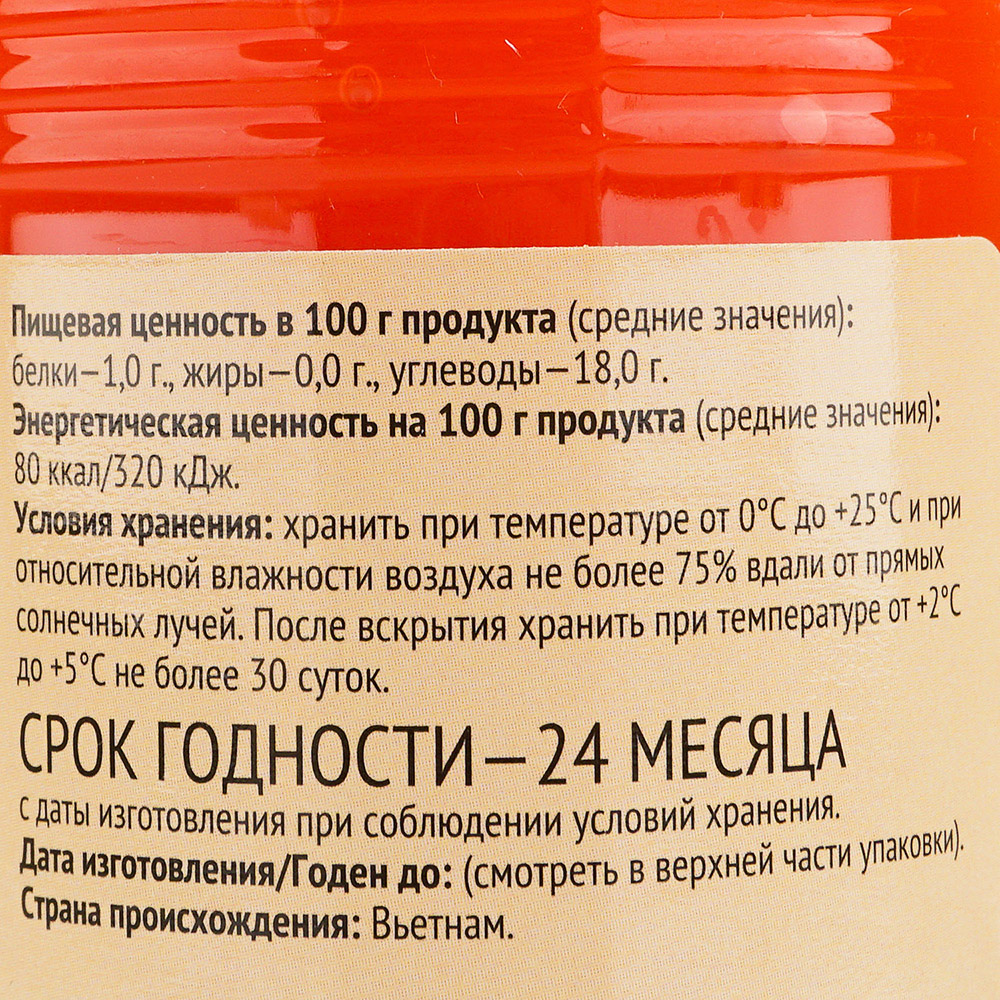 Пищевая ценность в 100 г продукта (средние значения):
белки–1,0 г., жиры–0,0 г., углеводы–18,0 г.
Энергетическая ценность на 100 г продукта (средние значения):
80 ккал/320 кДж.
Условия хранения: хранить при температуре от 0°C до +25°C и при
относительной влажности воздуха не более 75% вдали от прямых
солнечных лучей. После вскрытия хранить при температуре от +2°C
до +5°C не более 30 суток.
СРОК ГОДНОСТИ–24 МЕСЯЦА
с даты изготовления при соблюдении условий хранения.
Дата изготовления/Годен до: (смотреть в верхней части упаковки).
Страна происхождения: Вьетнам.